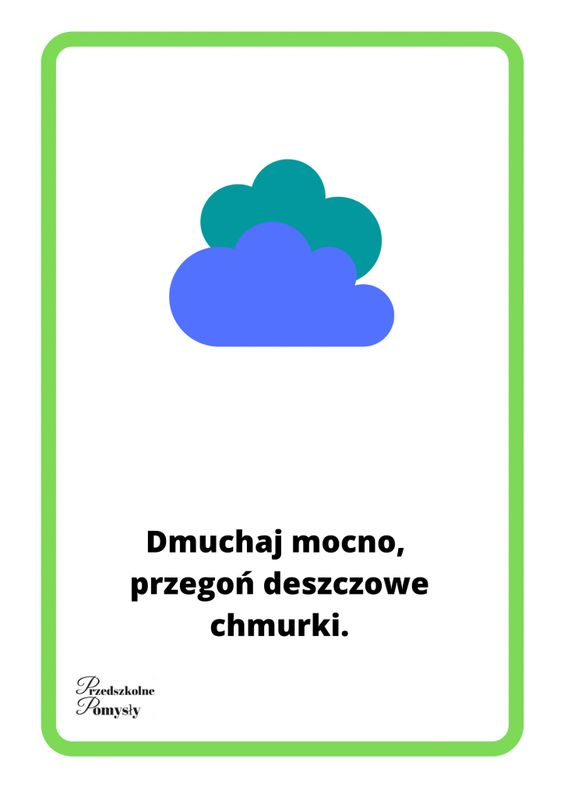 Dmuchaj mocno,
przegoń deszczowe
chmurki.
Przedszkolne
Pomysły